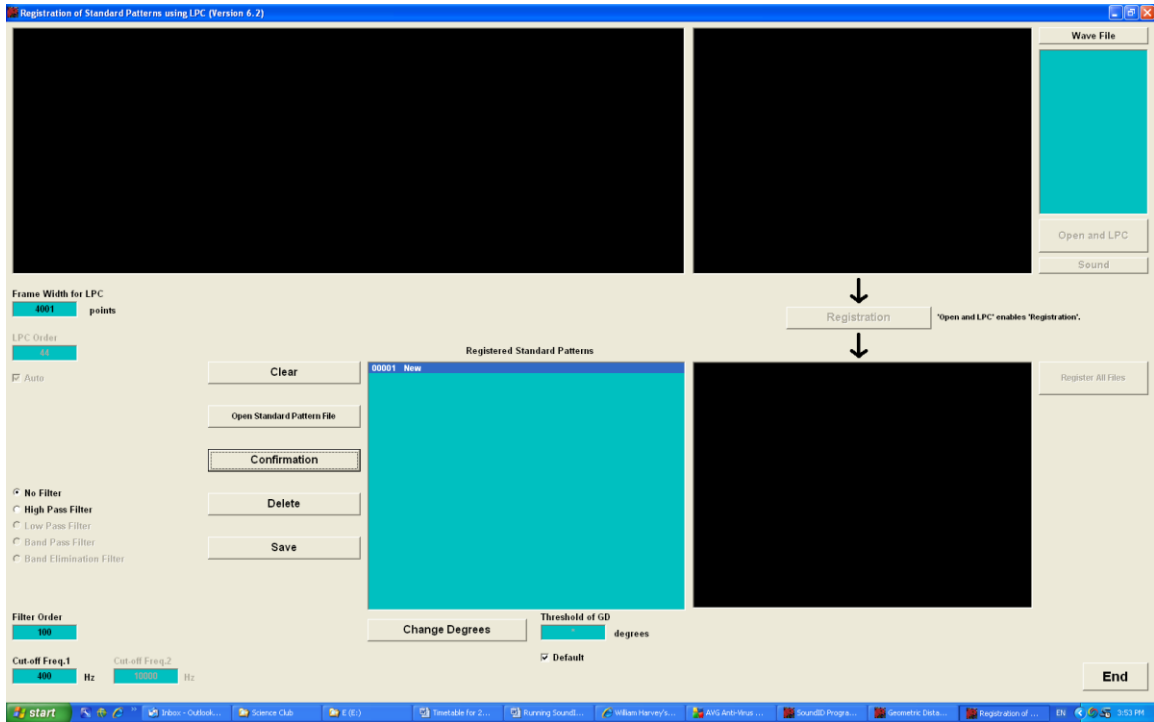 Registration of Standard Patterns using LPC (Version 6.2)
Wave File
Open and LPC
Sound
Frame Width for LPC
4001 points
Registration
'Open and LPC' enables 'Registration'.
LPC Order
44
Auto
Registered Standard Patterns
00001 New
Clear
Open Standard Pattern File
Confirmation
Delete
Save
Register All Files
No Filter
High Pass Filter
Low Pass Filter
Band Pass Filter
Band Elimination Filter
Filter Order
100
Change Degrees
Threshold of GD
* degrees
Default
Cut-off Freq.1
400 Hz
Cut-off Freq.2
10000 Hz
End
start
Inbox - Outlook...
Science Club
E (E:)
Timetable for 2...
Running SoundI...
William Harvey's...
AVG Anti-Virus ...
SoundID Progra...
Geometric Dista...
Registration of ...
EN
3:53 PM